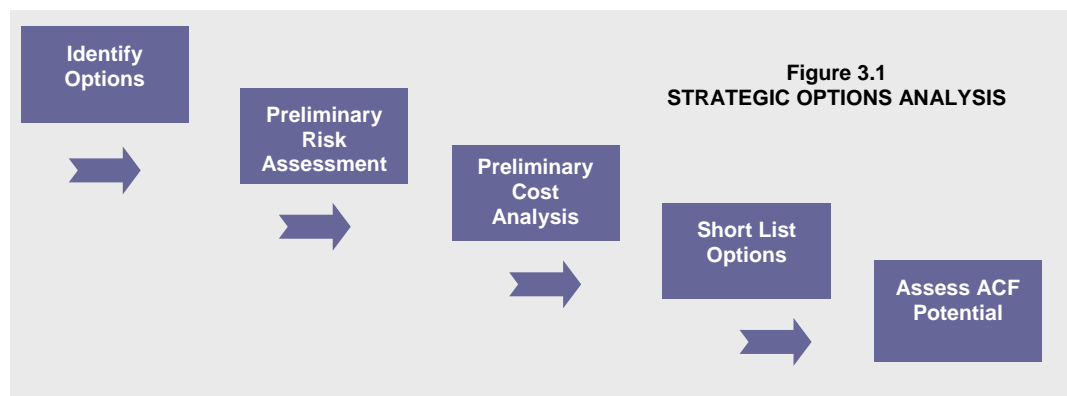 Identify
Options
Figure 3.1
STRATEGIC OPTIONS ANALYSIS
Preliminary
Risk
Assessment
Preliminary
Cost
Analysis
Short List
Options
Assess ACF
Potential